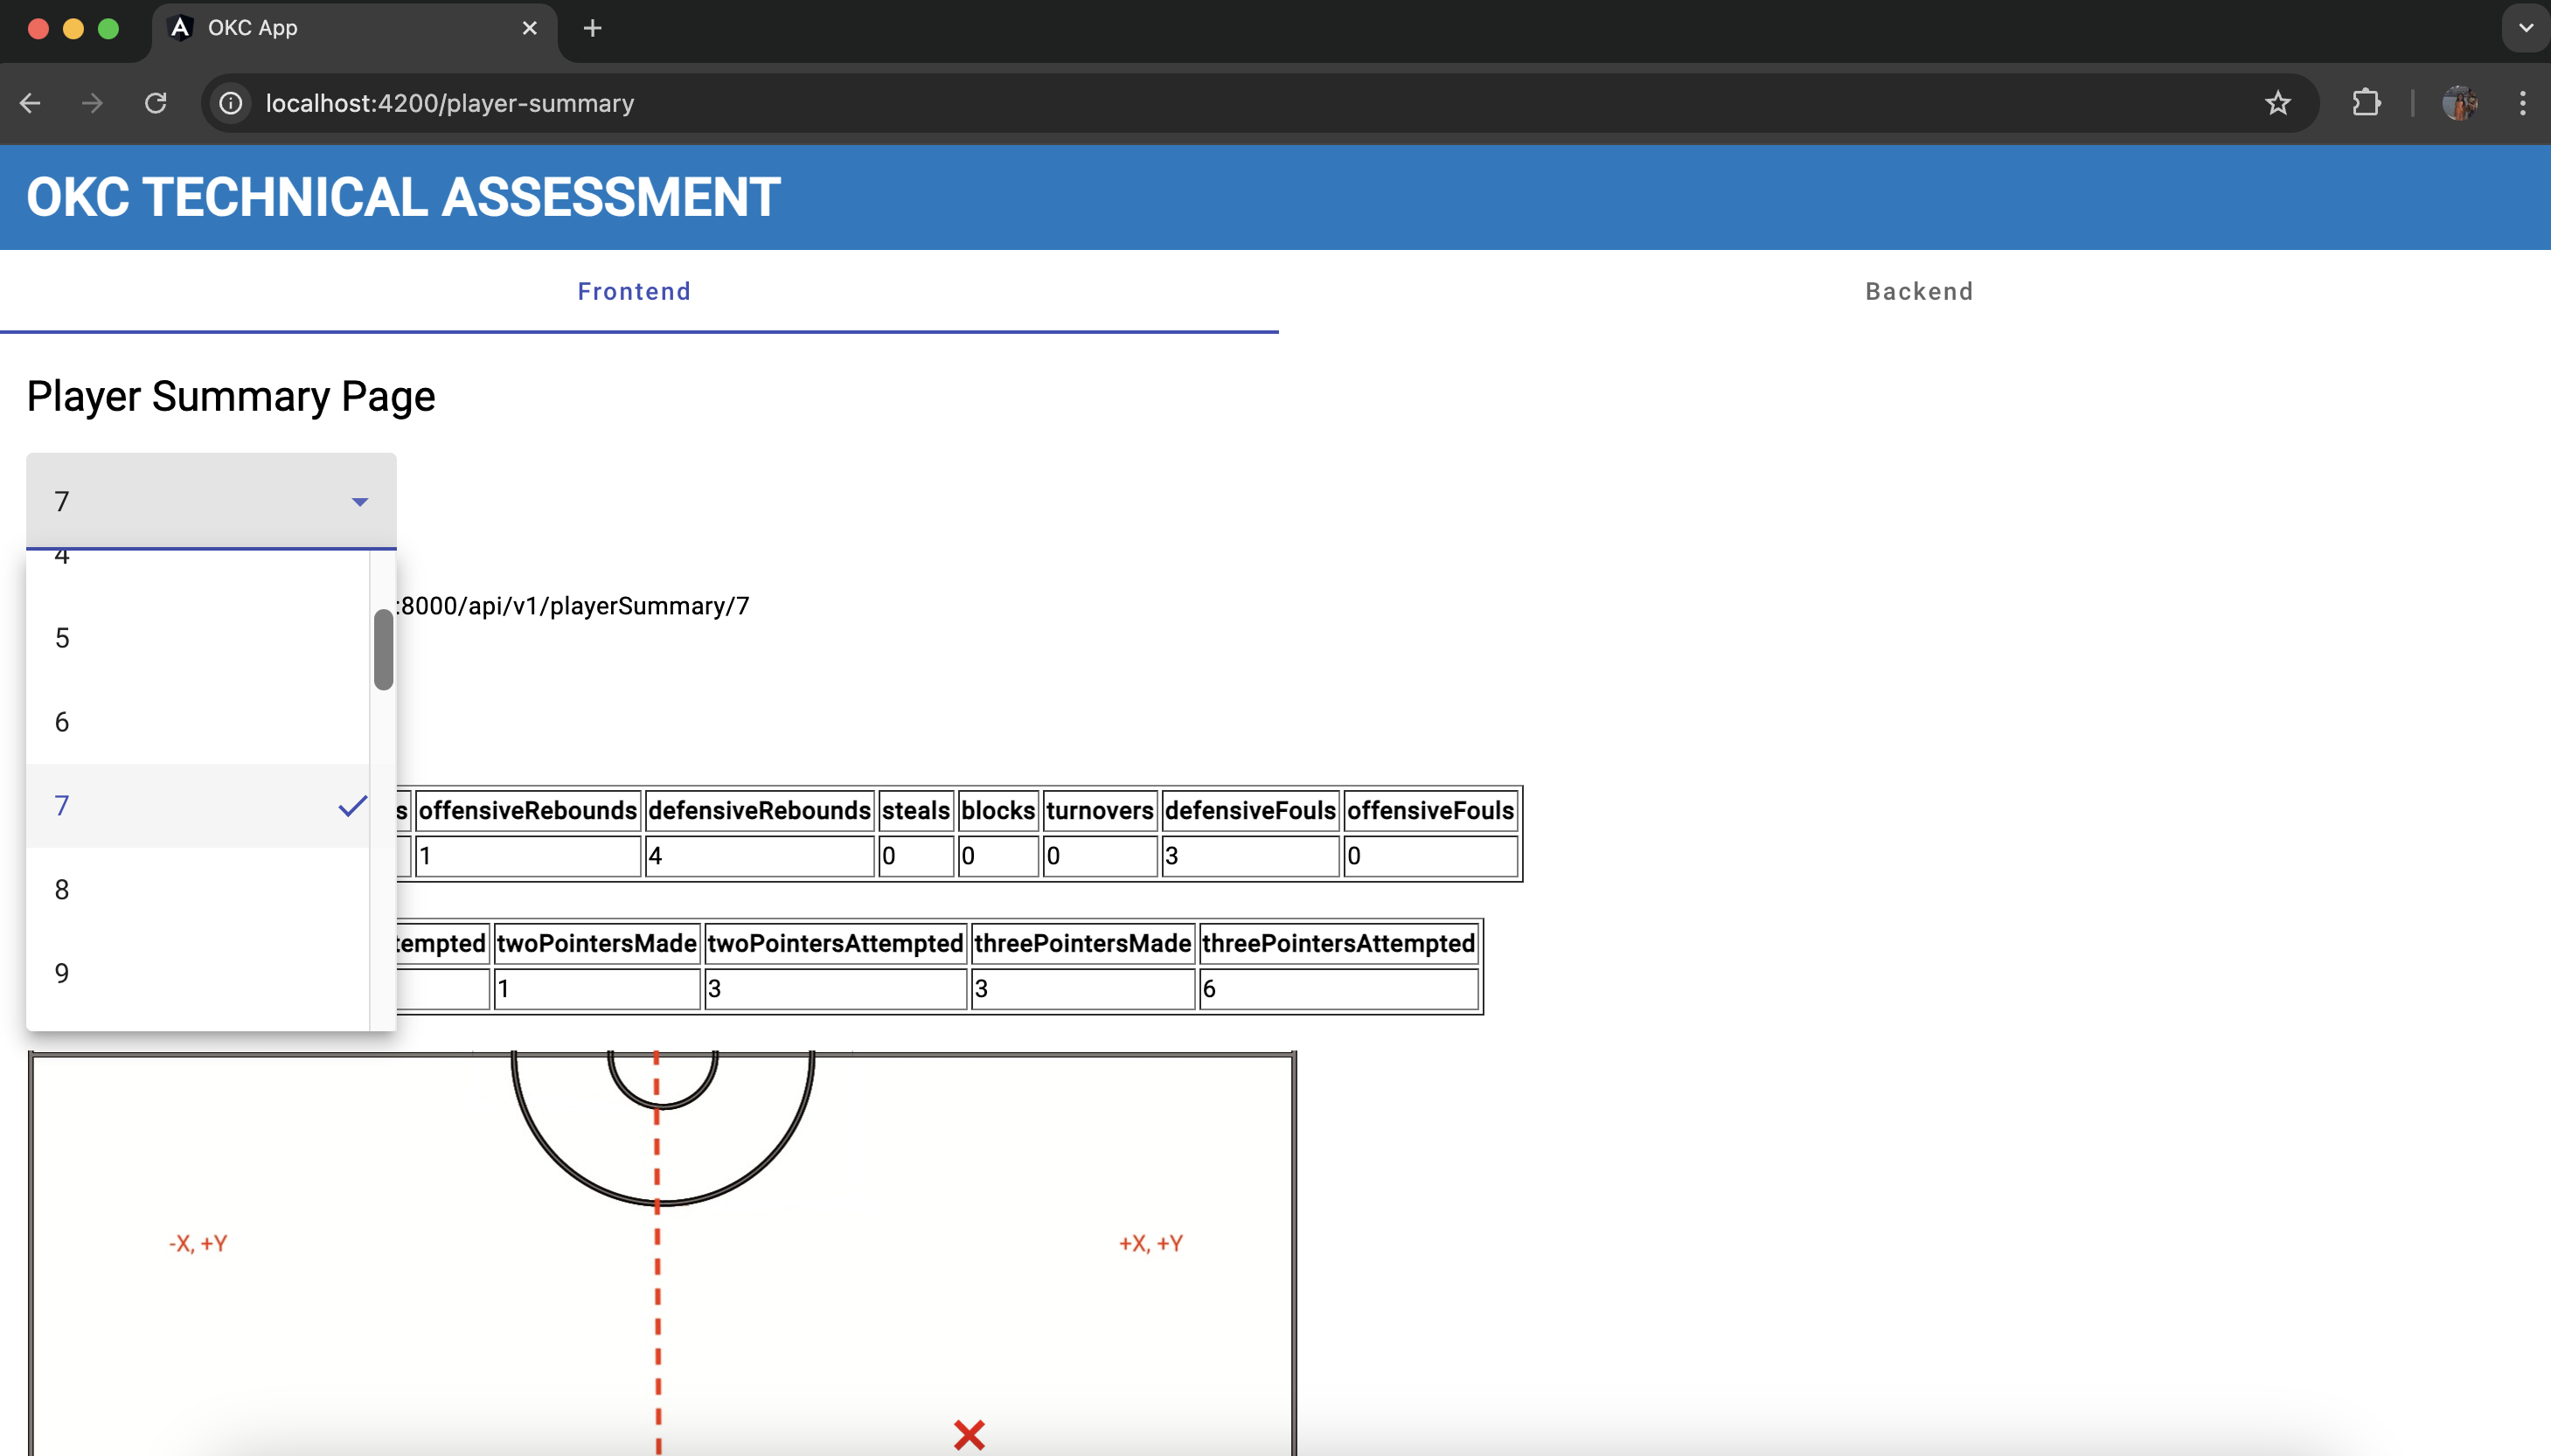 OKC App
localhost:4200/player-summary
OKC TECHNICAL ASSESSMENT
Frontend Backend
Player Summary Page
7
4
5
6
7
8
9
:8000/api/v1/playerSummary/7
s offensiveRebounds defensiveRebounds steals blocks turnovers defensiveFouls offensiveFouls
1 4 0 0 0 3 0
tempted twoPointersMade twoPointersAttempted threePointersMade threePointersAttempted
1 3 3 6
-X, +Y +X, +Y